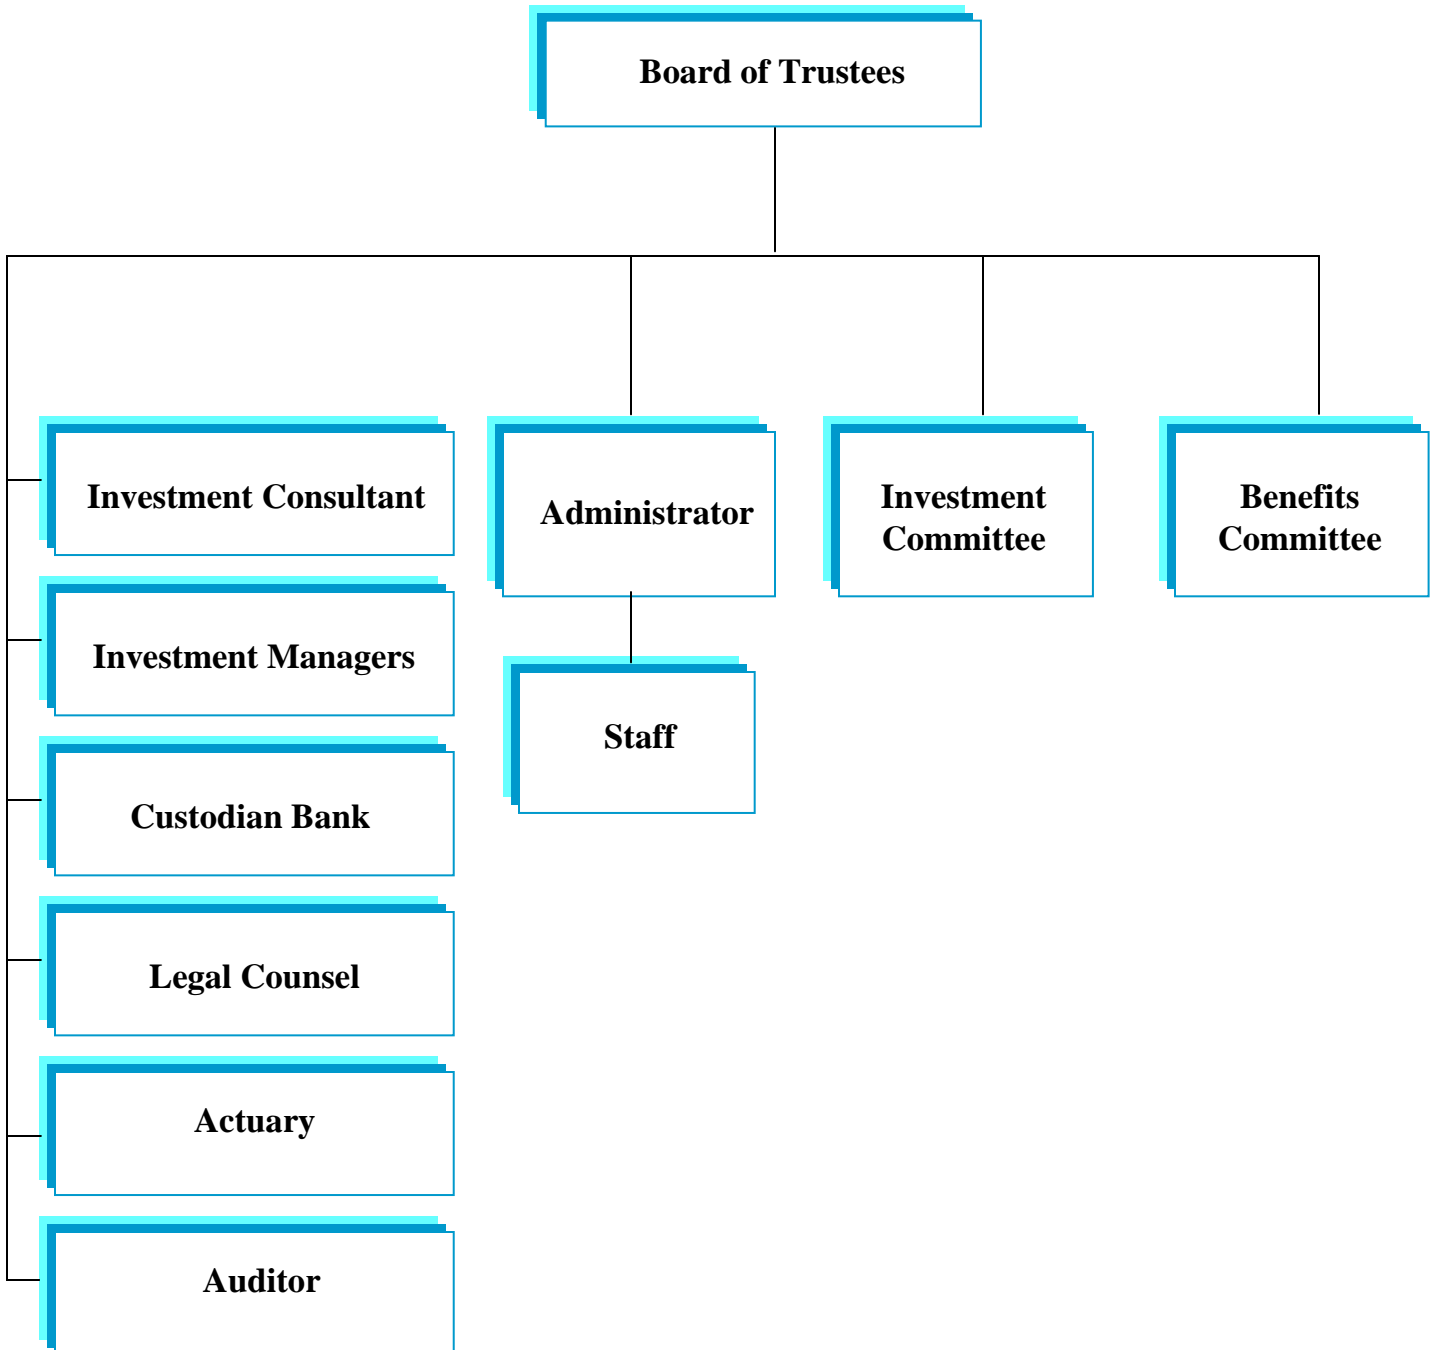 Board of Trustees
Investment Consultant
Administrator
Investment
Committee
Benefits
Committee
Investment Managers
Staff
Custodian Bank
Legal Counsel
Actuary
Auditor